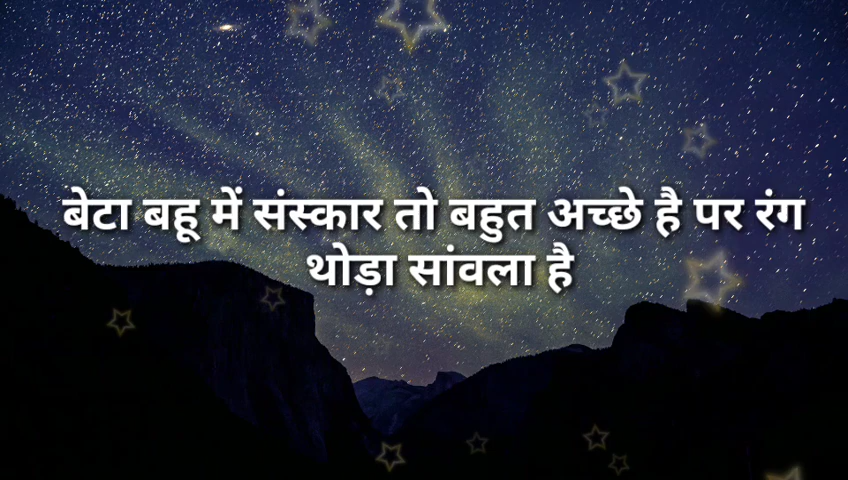 बेटा बहू में संस्कार तो बहुत अच्छे है पर रंग
थोड़ा सांवला है